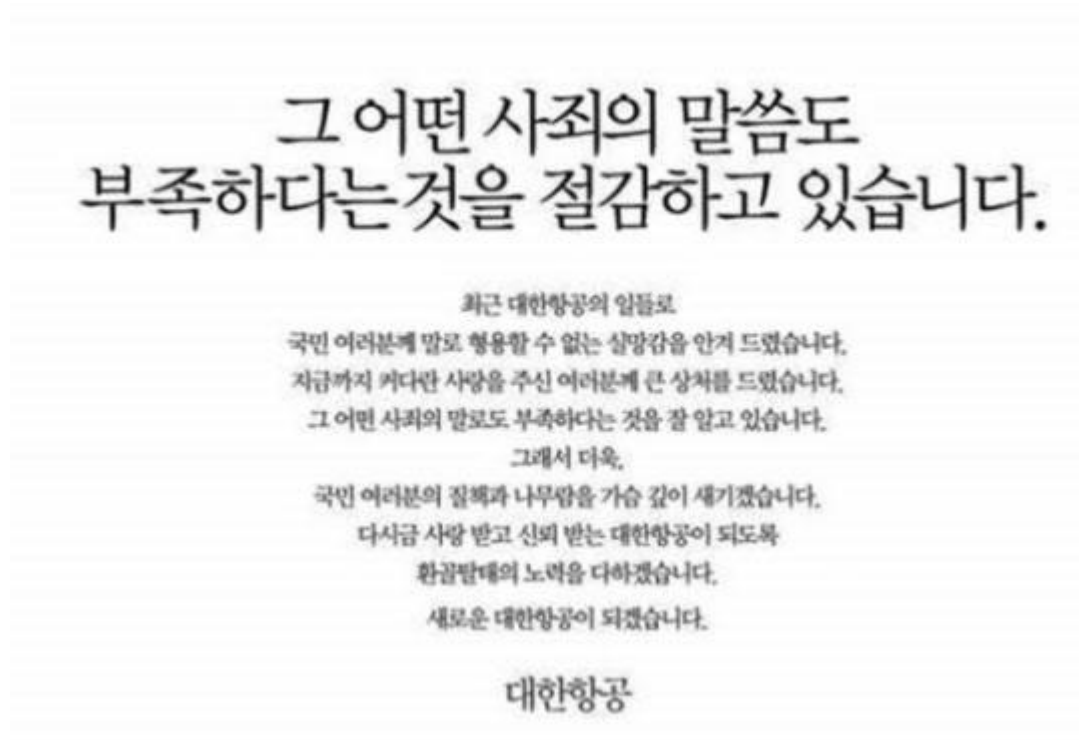 그 어떤 사죄의 말씀도
부족하다는것을 절감하고 있습니다.
최근 대한항공의 일들로
국민 여러분께 말로 형용할 수 없는 실망감을 안겨 드렸습니다.
지금까지 커다란 사랑을 주신 여러분께 큰 상처를 드렸습니다.
그 어떤 사죄의 말로도 부족하다는 것을 잘 알고 있습니다.
그래서 더욱,
국민 여러분의 질책과 나무람을 가슴 깊이 새기겠습니다.
다시금 사랑 받고 신뢰 받는 대한항공이 되도록
환골탈태의 노력을 다하겠습니다.
새로운 대한항공이 되겠습니다.
대한항공